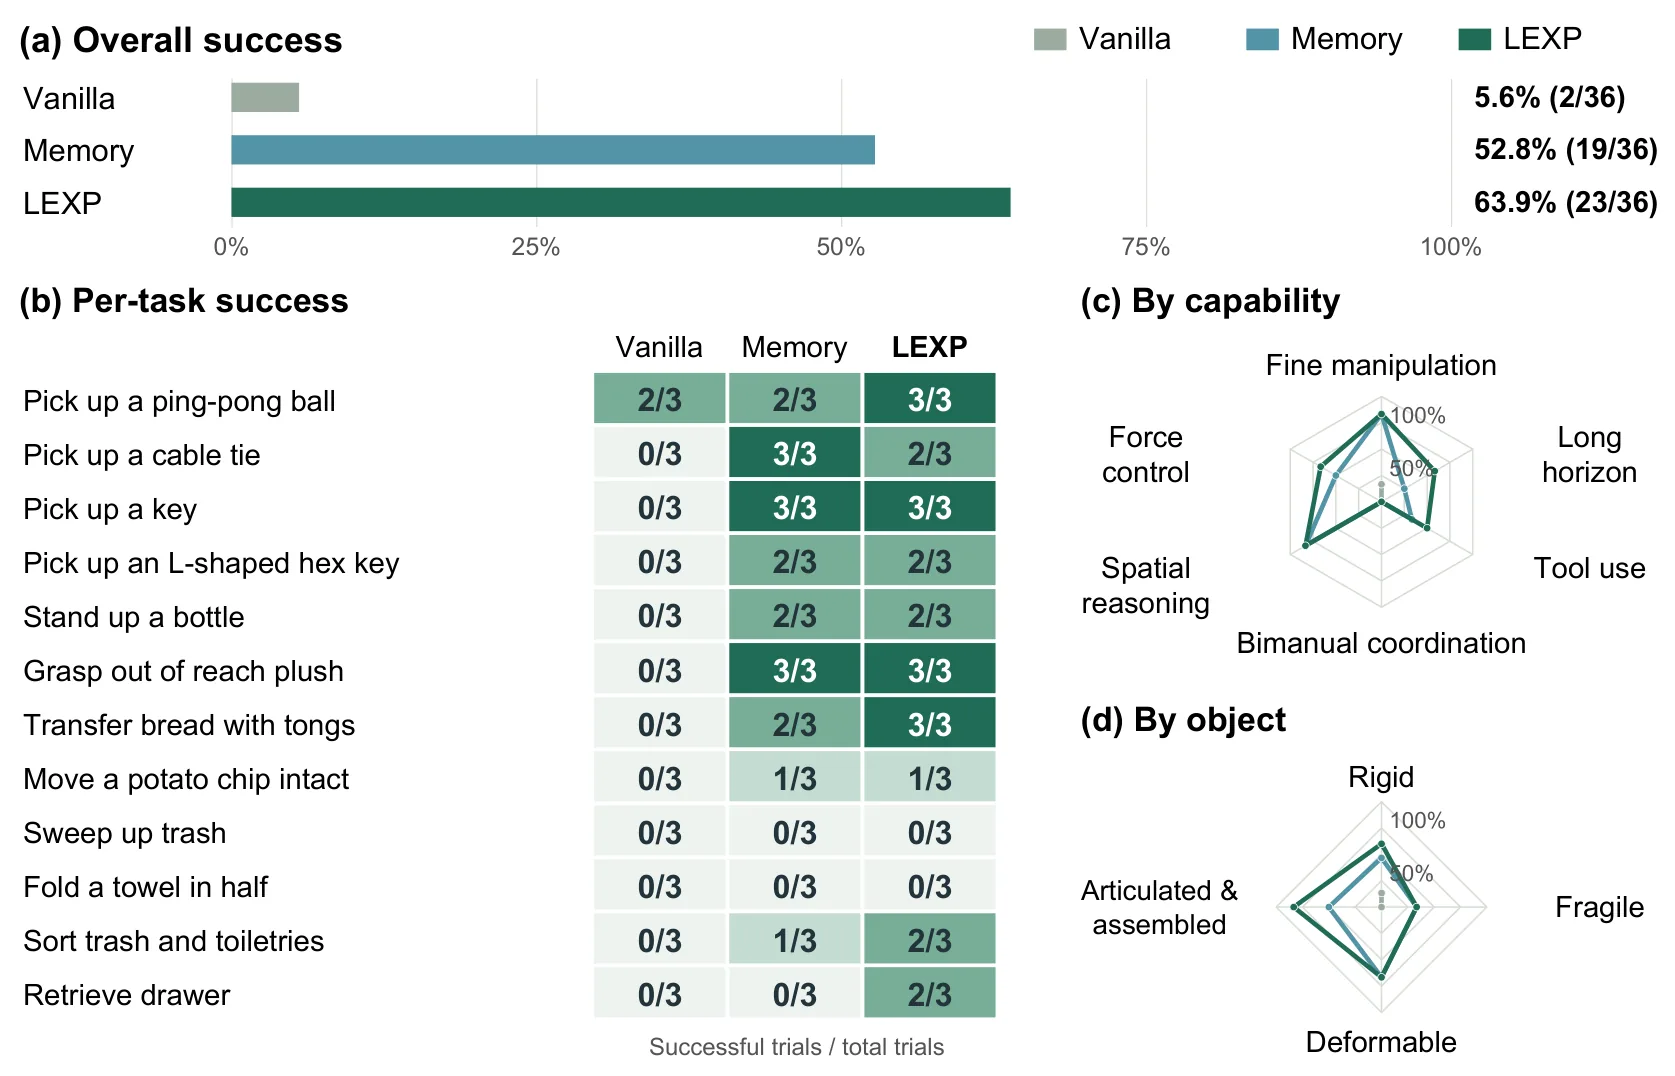 (a) Overall success
Vanilla Memory LEXP
Vanilla 5.6% (2/36)
Memory 52.8% (19/36)
LEXP 63.9% (23/36)
0% 25% 50% 75% 100%
(b) Per-task success
Vanilla Memory LEXP
Pick up a ping-pong ball 2/3 2/3 3/3
Pick up a cable tie 0/3 3/3 2/3
Pick up a key 0/3 3/3 3/3
Pick up an L-shaped hex key 0/3 2/3 2/3
Stand up a bottle 0/3 2/3 2/3
Grasp out of reach plush 0/3 3/3 3/3
Transfer bread with tongs 0/3 2/3 3/3
Move a potato chip intact 0/3 1/3 1/3
Sweep up trash 0/3 0/3 0/3
Fold a towel in half 0/3 0/3 0/3
Sort trash and toiletries 0/3 1/3 2/3
Retrieve drawer 0/3 0/3 2/3
Successful trials / total trials
(c) By capability
Fine manipulation
100%
50%
Force
control
Long
horizon
Spatial
reasoning
Tool use
Bimanual coordination
(d) By object
Rigid
100%
50%
Articulated &
assembled
Fragile
Deformable